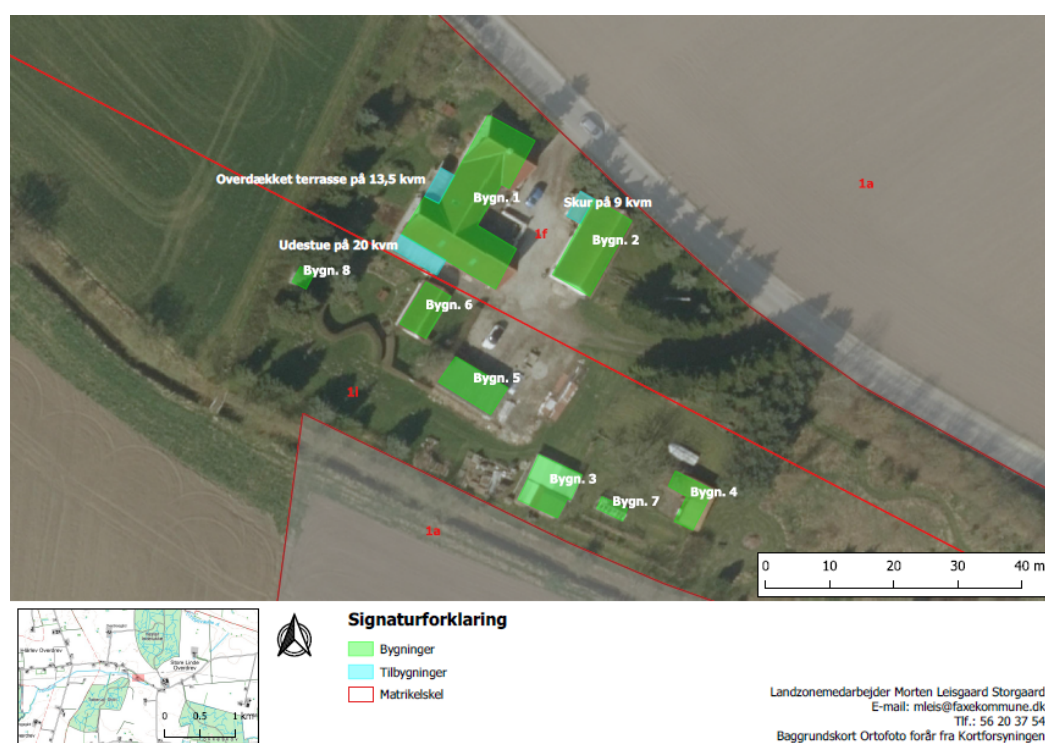 1a
Overdækket terrasse på 13,5 kvm
Bygn. 1
Skur på 9 kvm
1f
Bygn. 2
Udestue på 20 kvm
Bygn. 8
Bygn. 6
Bygn. 5
1l
Bygn. 3
Bygn. 7
Bygn. 4
1a
0 10 20 30 40 m
Signaturforklaring
Bygninger
Tilbygninger
Matrikelskel
Store Linde
Overdrev
0 0.5 1 km
Landzonemedarbejder Morten Leisgaard Storgaard
E-mail: mleis@faxekommune.dk
Tlf.: 56 20 37 54
Baggrundskort Ortofoto forår fra Kortforsyningen